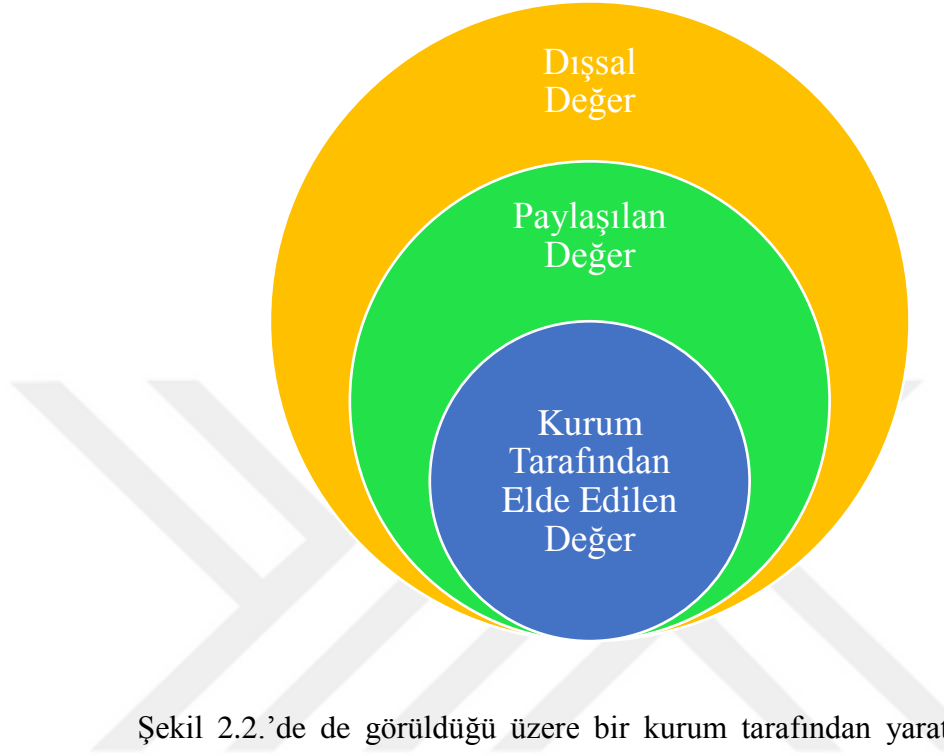 Dışsal
Değer
Paylaşılan
Değer
Kurum
Tarafından
Elde Edilen
Değer
Şekil 2.2.'de de görüldüğü üzere bir kurum tarafından